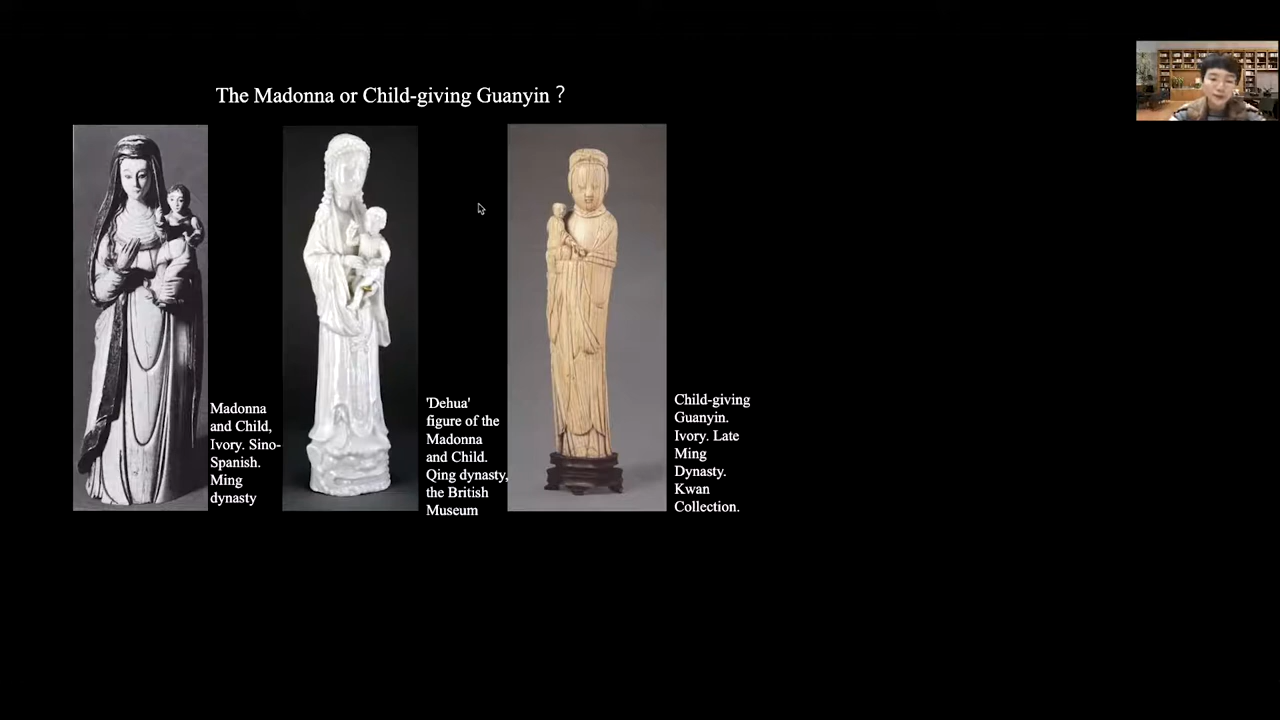 The Madonna or Child-giving Guanyin？
Madonna
and Child,
Ivory. Sino-
Spanish.
Ming
dynasty
'Dehua'
figure of the
Madonna
and Child.
Qing dynasty,
the British
Museum
Child-giving
Guanyin.
Ivory. Late
Ming
Dynasty.
Kwan
Collection.